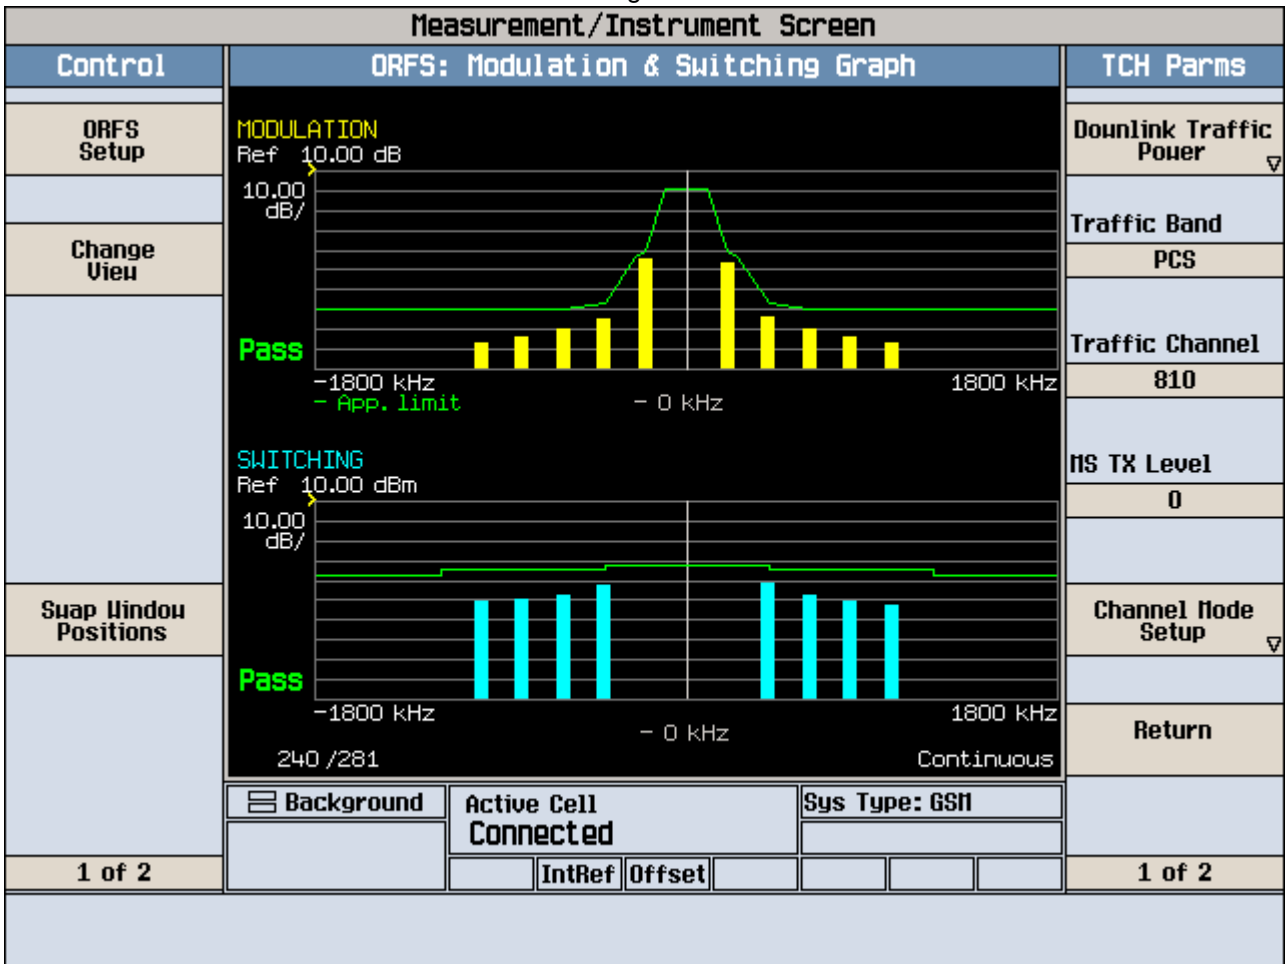 Measurement/Instrument Screen
Control
ORFS: Modulation & Switching Graph
TCH Parms
ORFS
Setup
Change
View
Swap Window
Positions
1 of 2
MODULATION
Ref 10.00 dB
10.00
dB/
Pass
-1800 kHz
1800 kHz
- App. limit
- 0 kHz
SWITCHING
Ref 10.00 dBm
10.00
dB/
Pass
-1800 kHz
1800 kHz
- 0 kHz
240 /281
Continuous
Background
Active Cell
Connected
Sys Type: GSM
IntRef
Offset
Downlink Traffic
Power
Traffic Band
PCS
Traffic Channel
810
MS TX Level
0
Channel Mode
Setup
Return
1 of 2